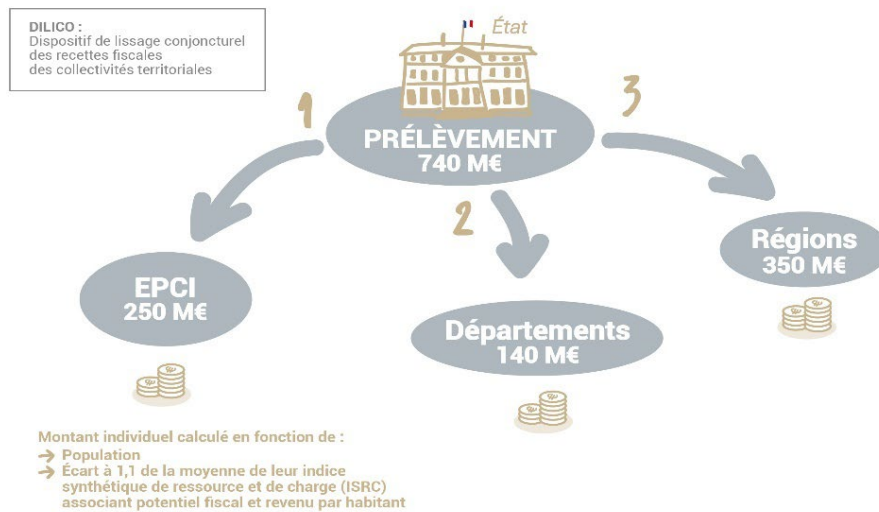 DILICO :
Dispositif de lissage conjoncturel
des recettes fiscales
des collectivités territoriales
État
1
3
PRÉLÈVEMENT
740 M€
2
Régions
350 M€
EPCI
250 M€
Départements
140 M€
Montant individuel calculé en fonction de :
→ Population
→ Écart à 1,1 de la moyenne de leur indice
synthétique de ressource et de charge (ISRC)
associant potentiel fiscal et revenu par habitant